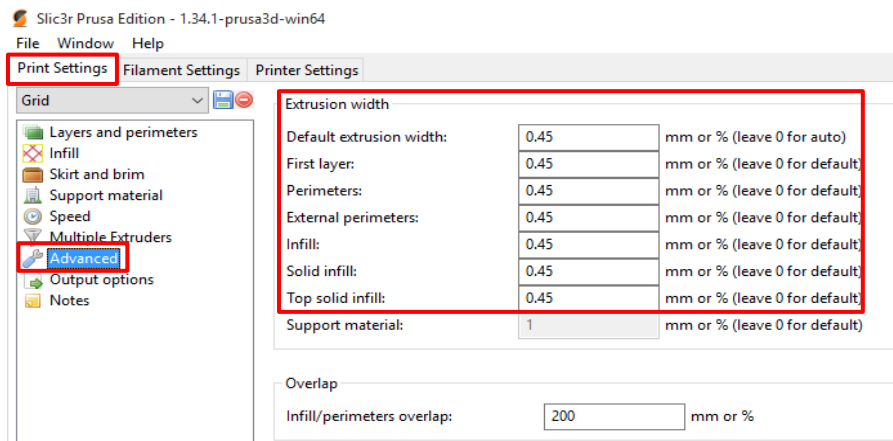 Slic3r Prusa Edition - 1.34.1-prusa3d-win64
File Window Help
Print Settings Filament Settings Printer Settings
Grid
Layers and perimeters
Infill
Skirt and brim
Support material
Speed
Multiple Extruders
Advanced
Output options
Notes
Extrusion width
Default extrusion width: 0.45 mm or % (leave 0 for auto)
First layer: 0.45 mm or % (leave 0 for default)
Perimeters: 0.45 mm or % (leave 0 for default)
External perimeters: 0.45 mm or % (leave 0 for default)
Infill: 0.45 mm or % (leave 0 for default)
Solid infill: 0.45 mm or % (leave 0 for default)
Top solid infill: 0.45 mm or % (leave 0 for default)
Support material: 1 mm or % (leave 0 for default)
Overlap
Infill/perimeters overlap: 200 mm or %